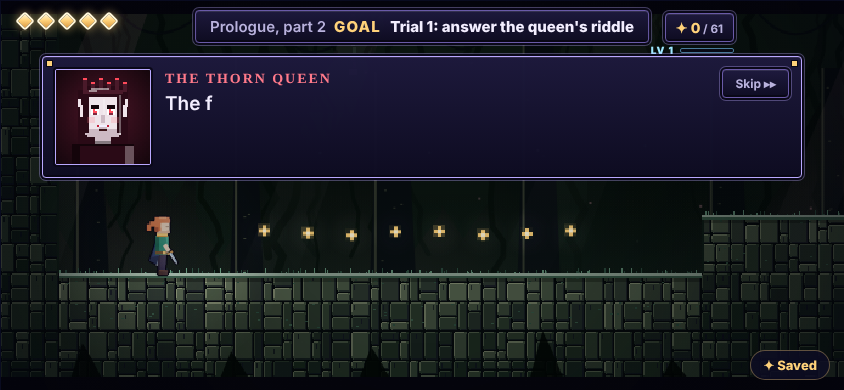 Prologue, part 2 GOAL Trial 1: answer the queen's riddle
✦ 0 / 61
LV 1
THE THORN QUEEN
Skip ▸▸
The f
✦ Saved